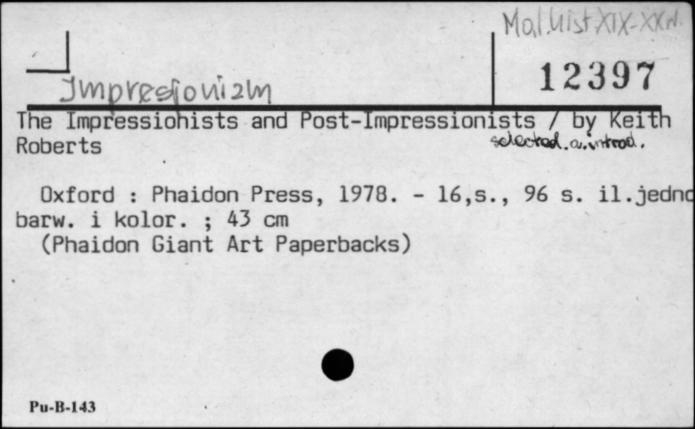 Mal. hist XIX-XXw.
Impresjonizm
12397
The Impressionists and Post-Impressionists / by Keith
selected. a. introd.
Roberts
Oxford : Phaidon Press, 1978. - 16,s., 96 s. il.jedno
barw. i kolor. ; 43 cm
(Phaidon Giant Art Paperbacks)
Pu-B-143